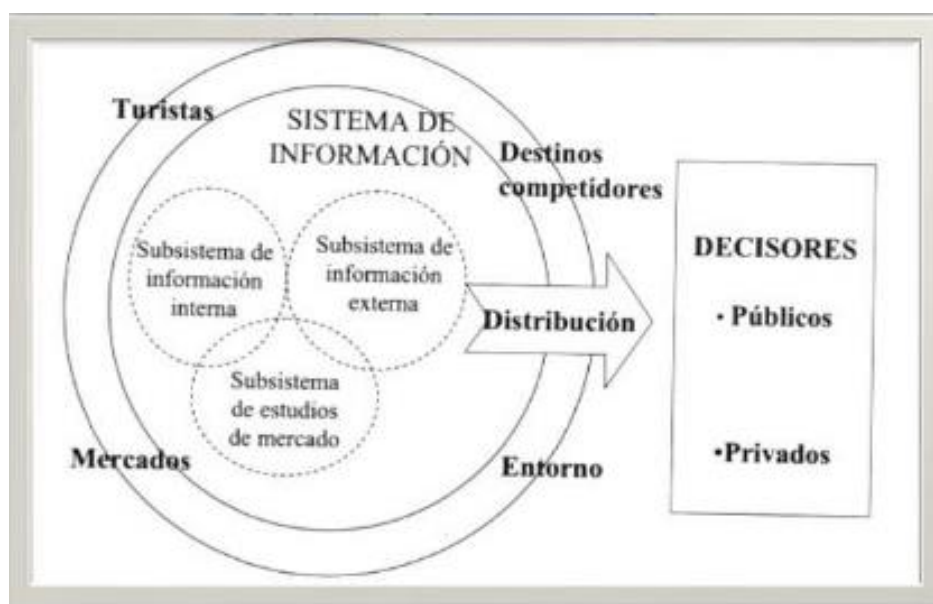 Turistas
SISTEMA DE
INFORMACIÓN
Destinos
competidores
Subsistema de
información
interna
Subsistema de
información
externa
Subsistema
de estudios
de mercado
Mercados
Entorno
Distribución
DECISORES
· Públicos
•Privados